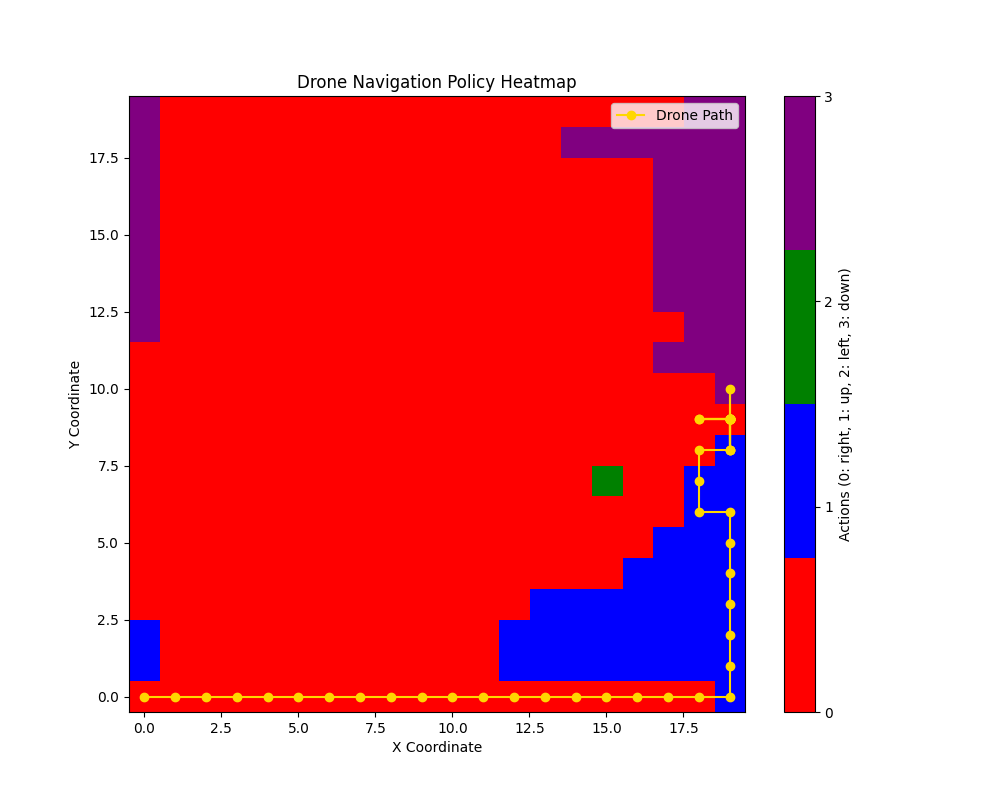 Drone Navigation Policy Heatmap
Drone Path
17.5
15.0
12.5
10.0
7.5
5.0
2.5
0.0
Y Coordinate
0.0 2.5 5.0 7.5 10.0 12.5 15.0 17.5
X Coordinate
3
2
1
0
Actions (0: right, 1: up, 2: left, 3: down)